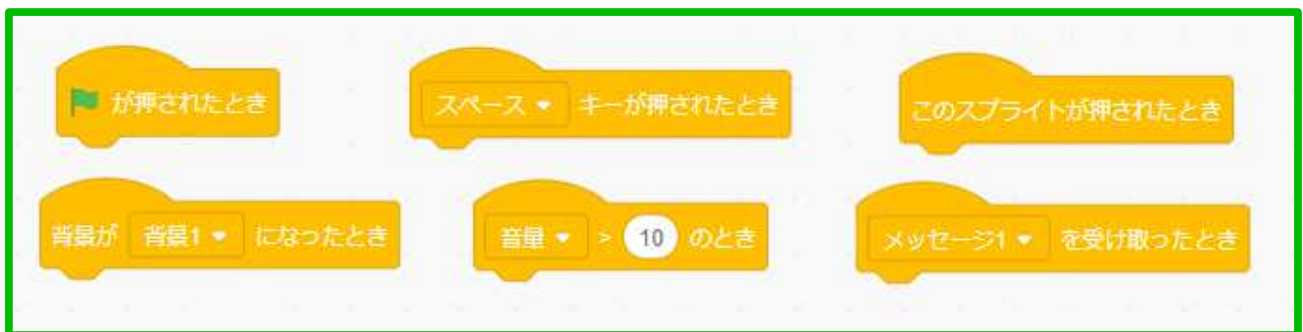 が押されたとき
スペース キーが押されたとき
このスプライトが押されたとき
背景が 背景1 になったとき
音量 > 10 のとき
メッセージ1 を受け取ったとき